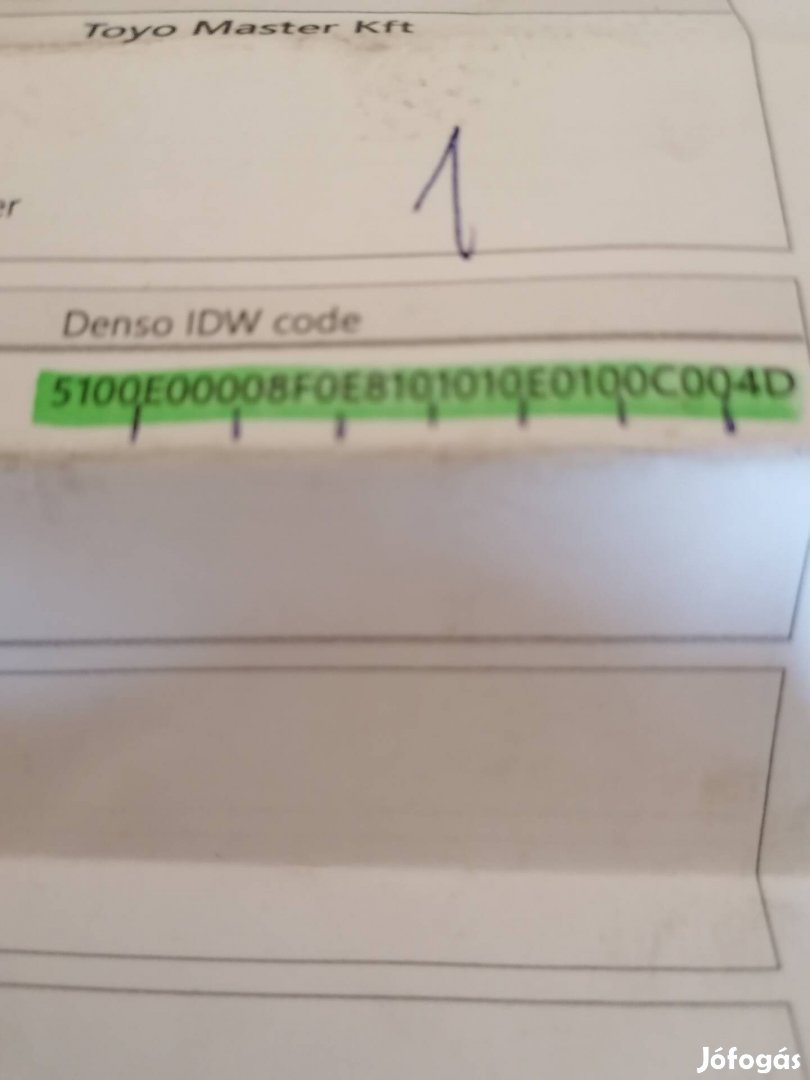 Toyo Master Kft
1
er
Denso IDW code
5100E00008F0E8101010E0100C004D
Jófogás